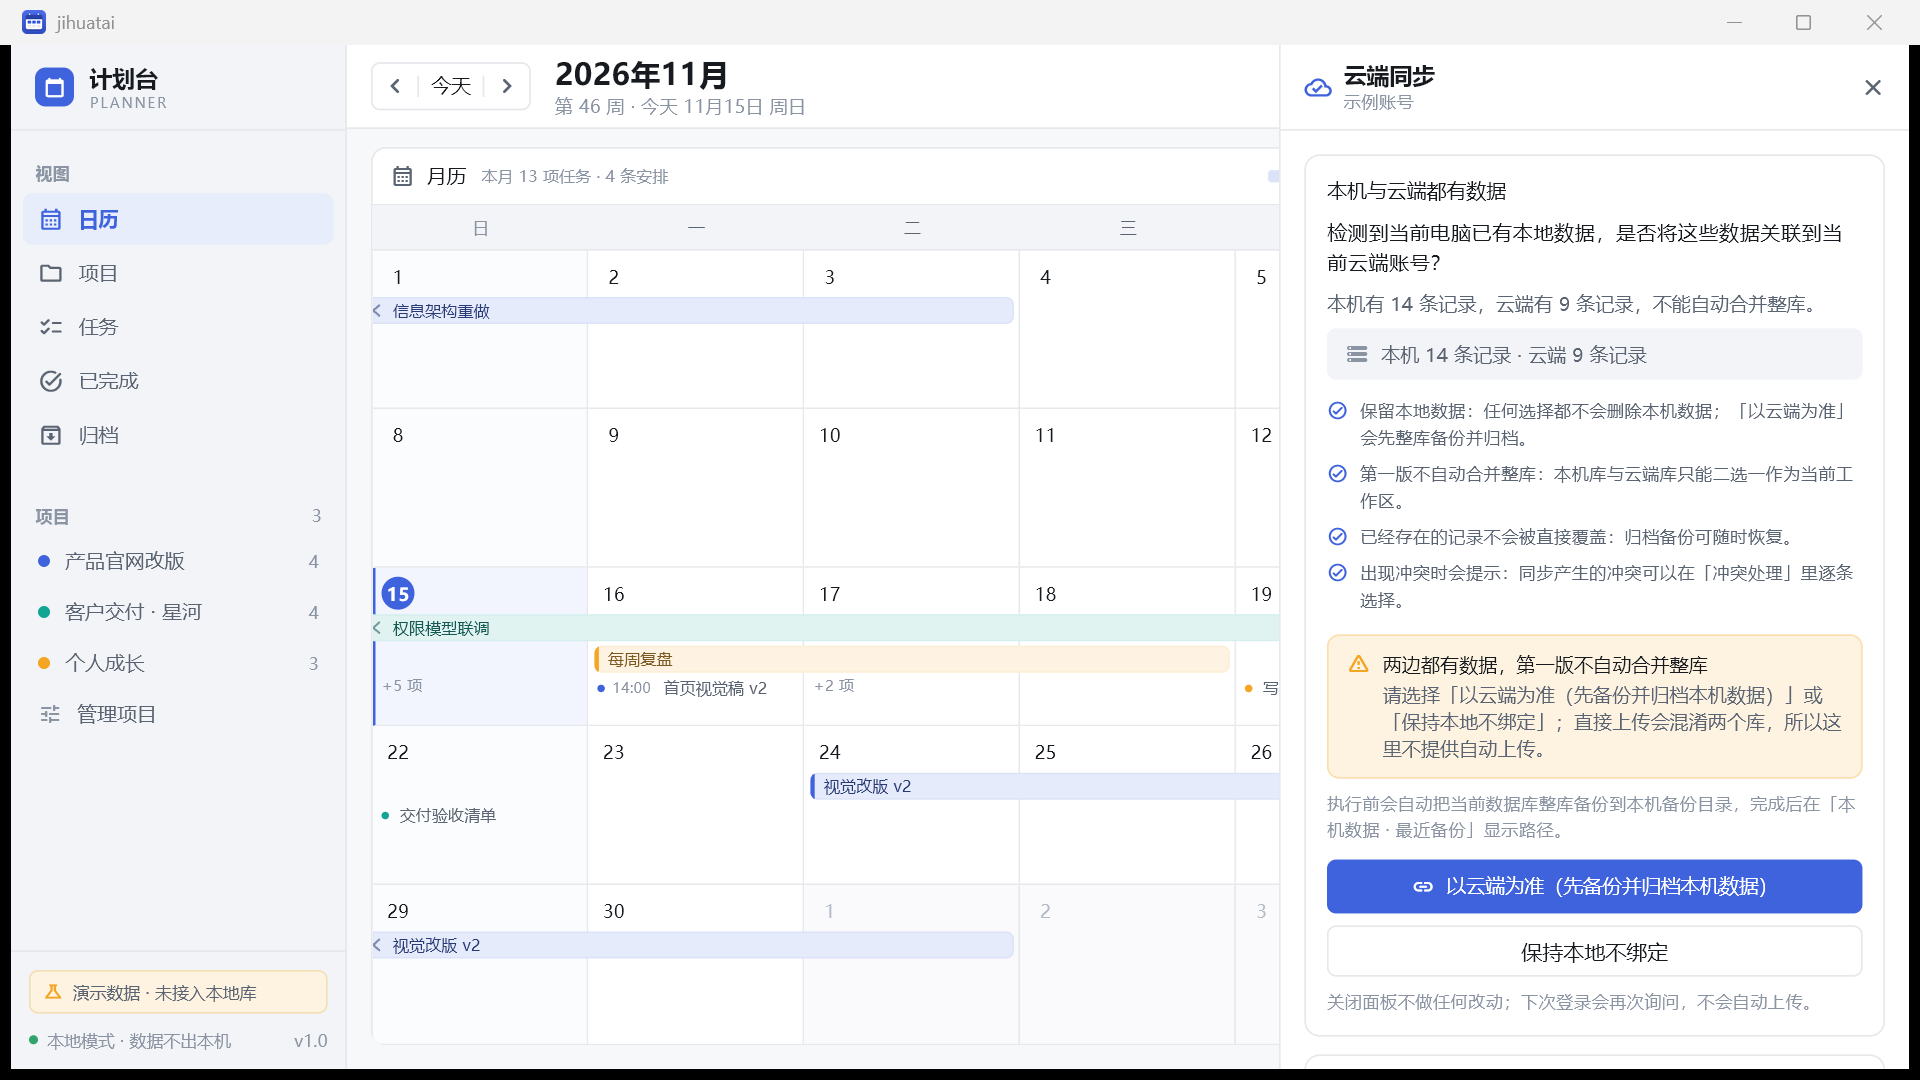 jihuatai
计划台
PLANNER
视图
日历
项目
任务
已完成
归档
项目 3
产品官网改版 4
客户交付 · 星河 4
个人成长 3
管理项目
演示数据 · 未接入本地库
本地模式 · 数据不出本机 v1.0
今天
2026年11月
第 46 周 · 今天 11月15日 周日
月历 本月 13 项任务 · 4 条安排
日 一 二 三
1 2 3 4 5
信息架构重做
8 9 10 11 12
15 16 17 18 19
权限模型联调
每周复盘
+5 项 14:00 首页视觉稿 v2 +2 项 写
22 23 24 25 26
视觉改版 v2
交付验收清单
29 30 1 2 3
视觉改版 v2
云端同步
示例账号
本机与云端都有数据
检测到当前电脑已有本地数据，是否将这些数据关联到当
前云端账号？
本机有 14 条记录，云端有 9 条记录，不能自动合并整库。
本机 14 条记录 · 云端 9 条记录
保留本地数据：任何选择都不会删除本机数据；「以云端为准」
会先整库备份并归档。
第一版不自动合并整库：本机库与云端库只能二选一作为当前工
作区。
已经存在的记录不会被直接覆盖：归档备份可随时恢复。
出现冲突时会提示：同步产生的冲突可以在「冲突处理」里逐条
选择。
两边都有数据，第一版不自动合并整库
请选择「以云端为准（先备份并归档本机数据）」或
「保持本地不绑定」；直接上传会混淆两个库，所以这
里不提供自动上传。
执行前会自动把当前数据库整库备份到本机备份目录，完成后在「本
机数据 · 最近备份」显示路径。
以云端为准（先备份并归档本机数据）
保持本地不绑定
关闭面板不做任何改动；下次登录会再次询问，不会自动上传。